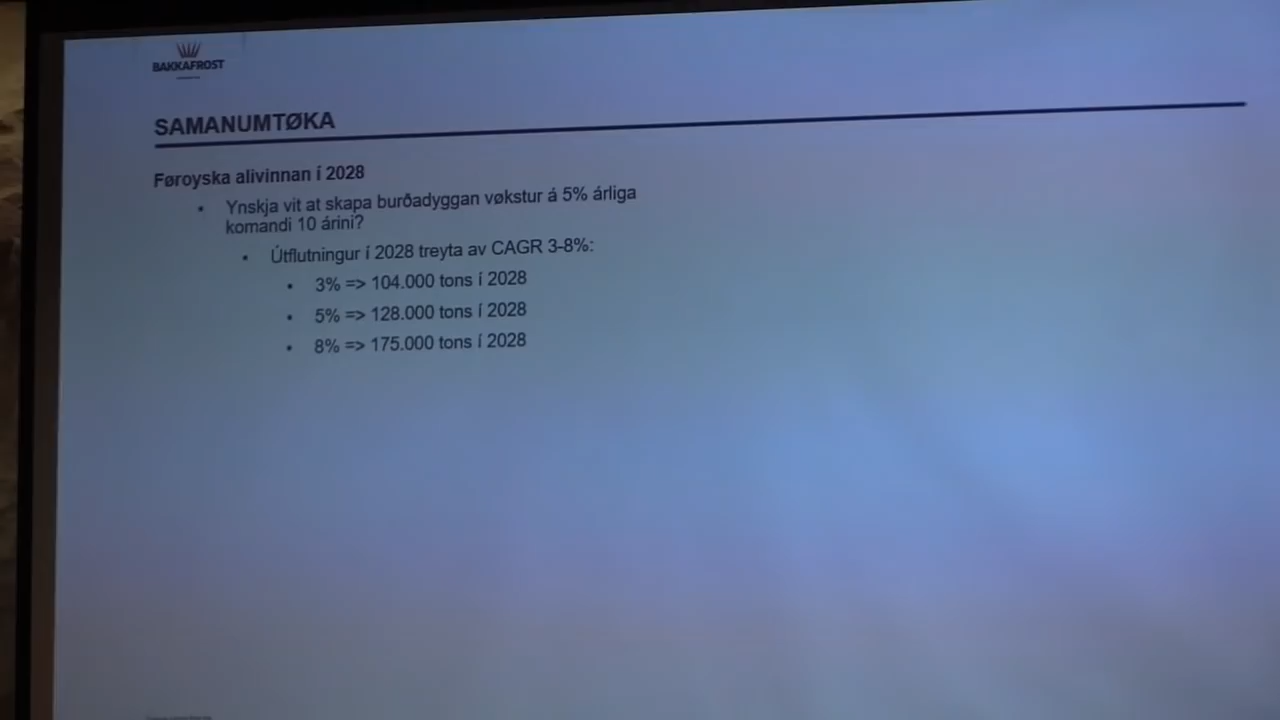 BAKKAFROST
SAMANUMTØKA
Føroyska alivinnan í 2028
• Ynskja vit at skapa burðadyggan vøkstur á 5% árliga
komandi 10 árini?
• Útflutningur í 2028 treyta av CAGR 3-8%:
• 3% => 104.000 tons í 2028
• 5% => 128.000 tons í 2028
• 8% => 175.000 tons í 2028